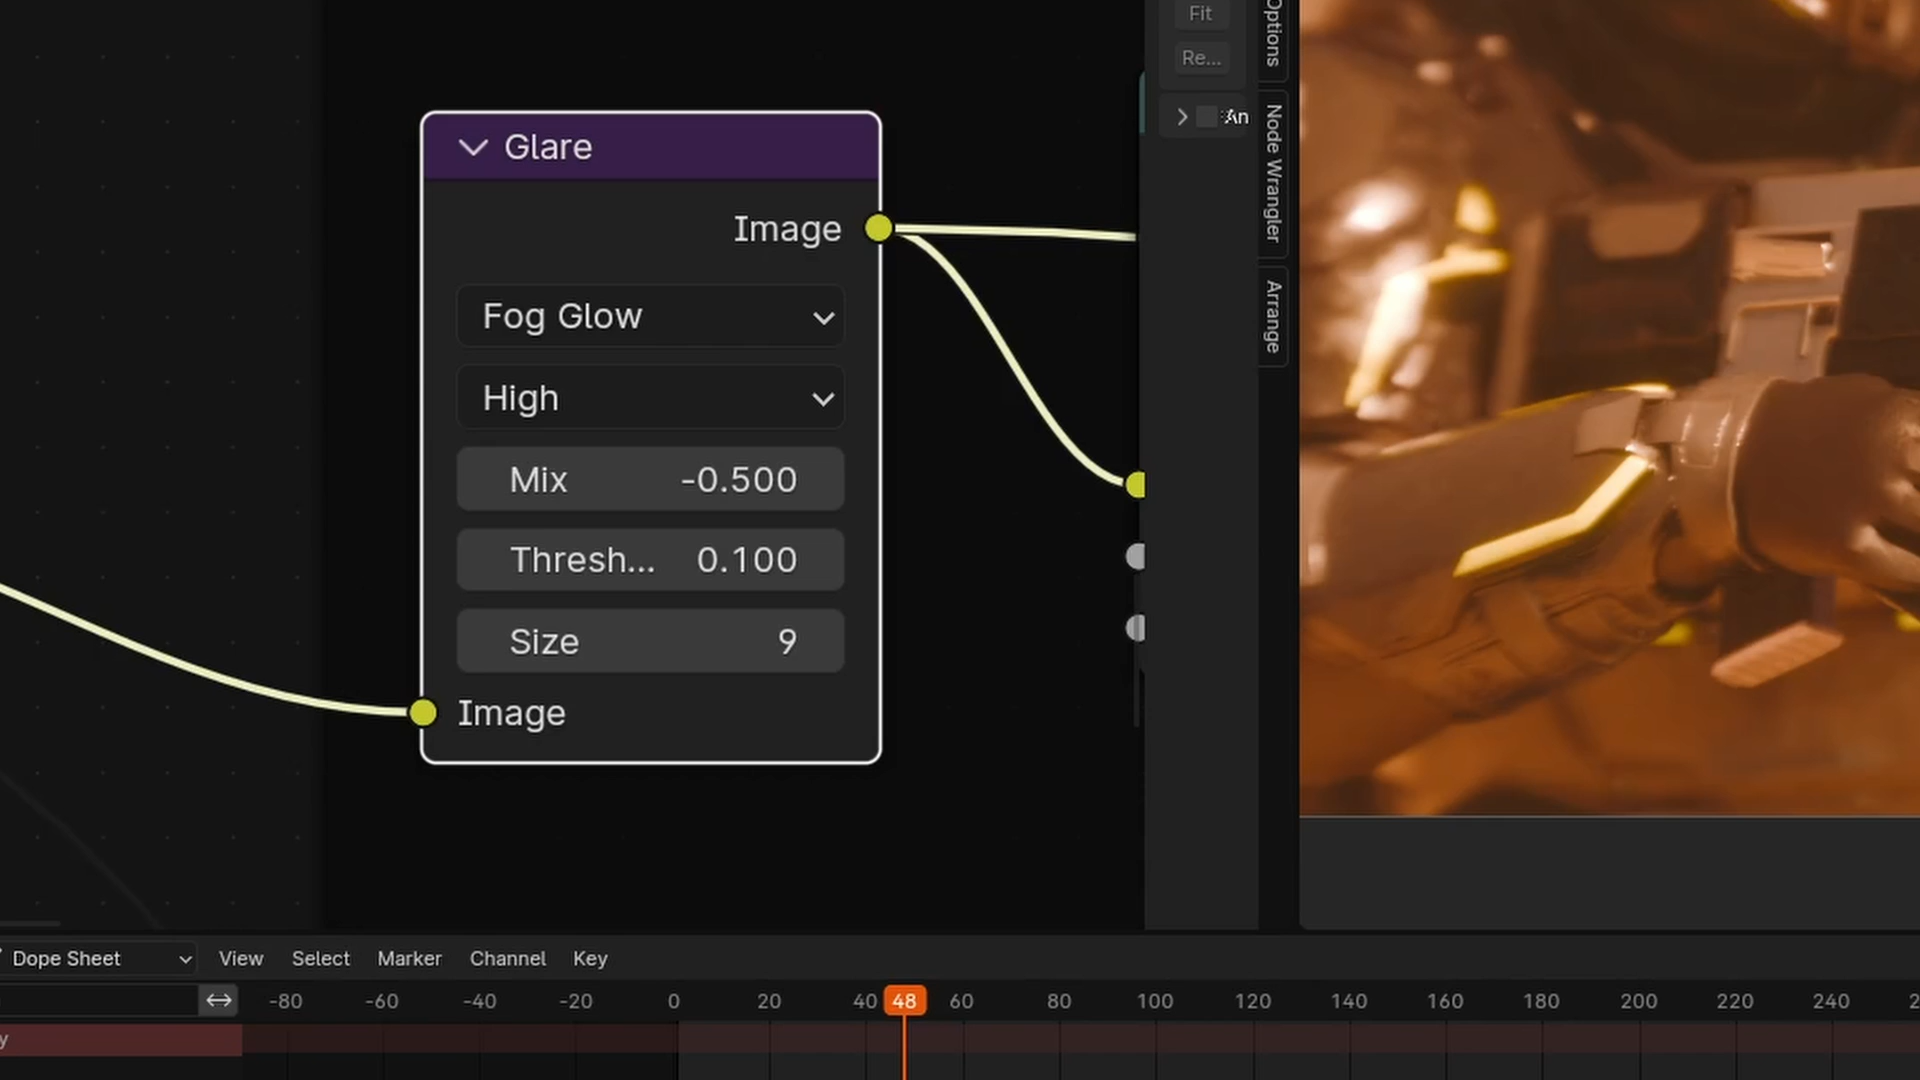 Glare
Image
Fog Glow
High
Mix -0.500
Thresh... 0.100
Size 9
Image
Fit
Re...
An
Options
Node Wrangler
Arrange
Dope Sheet View Select Marker Channel Key
-80 -60 -40 -20 0 20 40 48 60 80 100 120 140 160 180 200 220 240 2
y